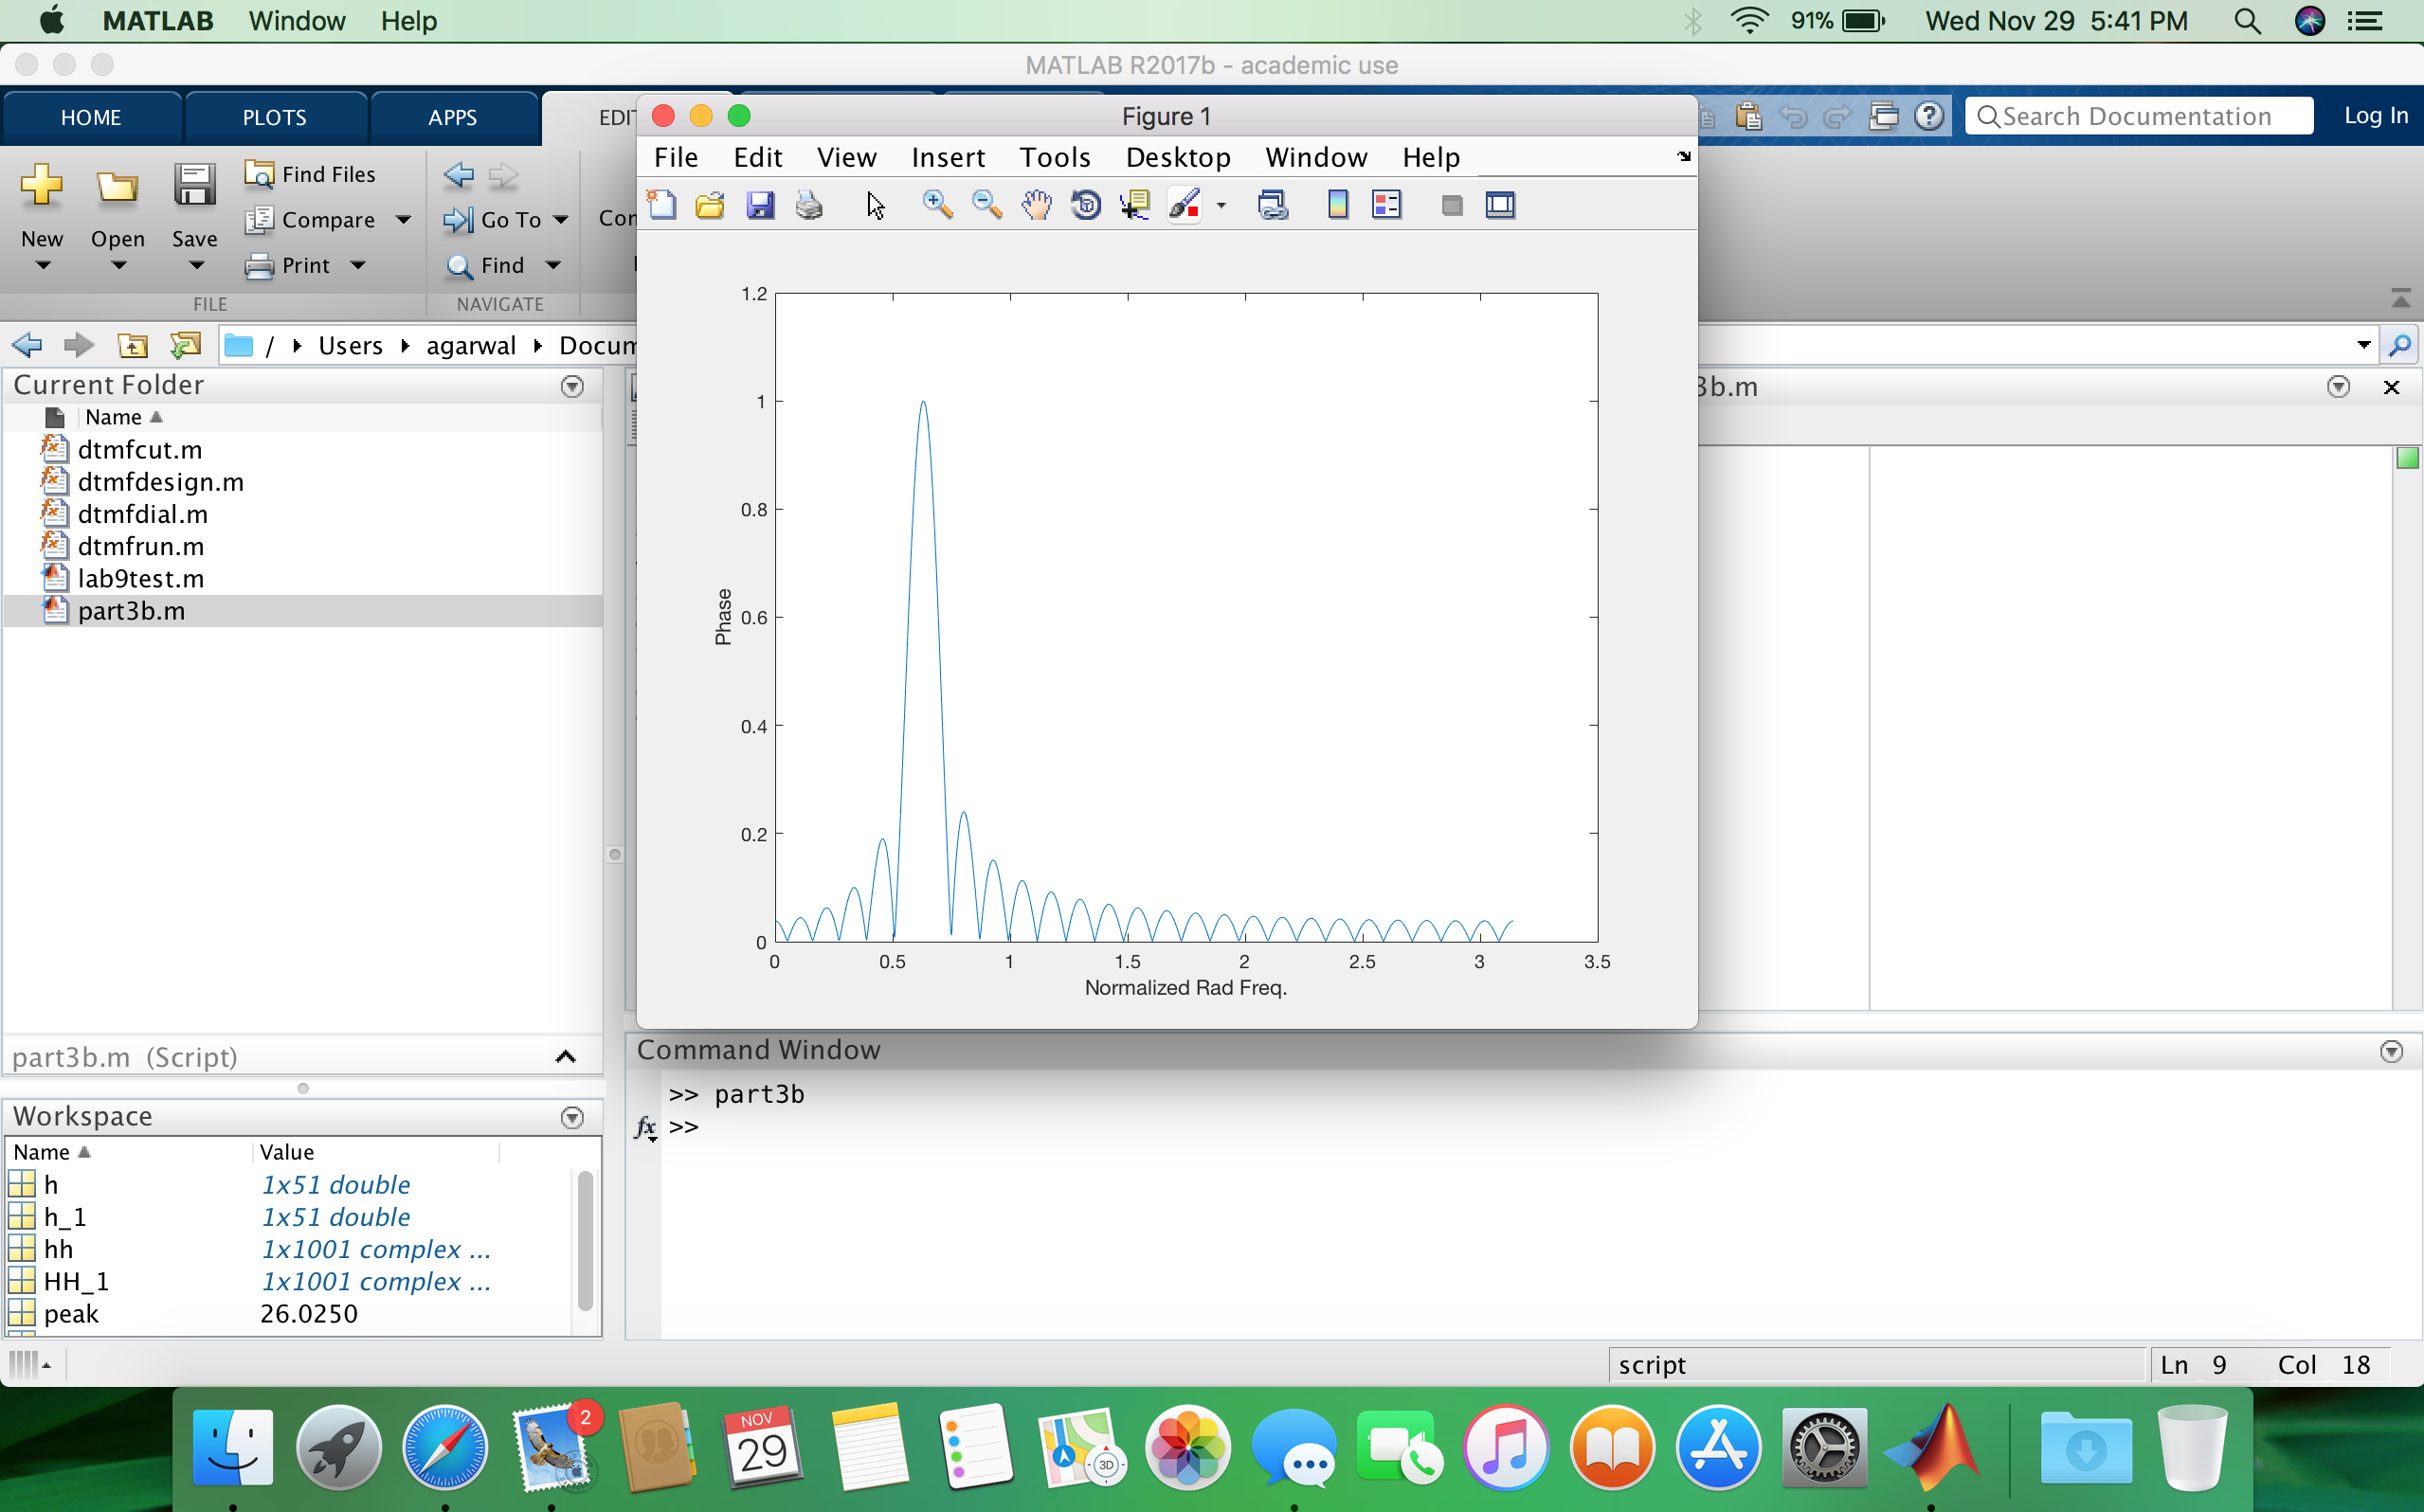 MATLAB Window Help 91% Wed Nov 29 5:41 PM
MATLAB R2017b - academic use
HOME PLOTS APPS
Search Documentation Log In
Figure 1
File Edit View Insert Tools Desktop Window Help
New Open Save
Find Files
Compare
Print
Go To
Find
FILE NAVIGATE
/ Users agarwal
Current Folder
Name
dtmfcut.m
dtmfdesign.m
dtmfdial.m
dtmfrun.m
lab9test.m
part3b.m
part3b.m (Script)
3b.m
1.2
1
0.8
0.6
0.4
0.2
0
Phase
0 0.5 1 1.5 2 2.5 3 3.5
Normalized Rad Freq.
Command Window
>> part3b
fx >>
Workspace
Name Value
h 1x51 double
h_1 1x51 double
hh 1x1001 complex ...
HH_1 1x1001 complex ...
peak 26.0250
script Ln 9 Col 18
2
NOV
29
3D